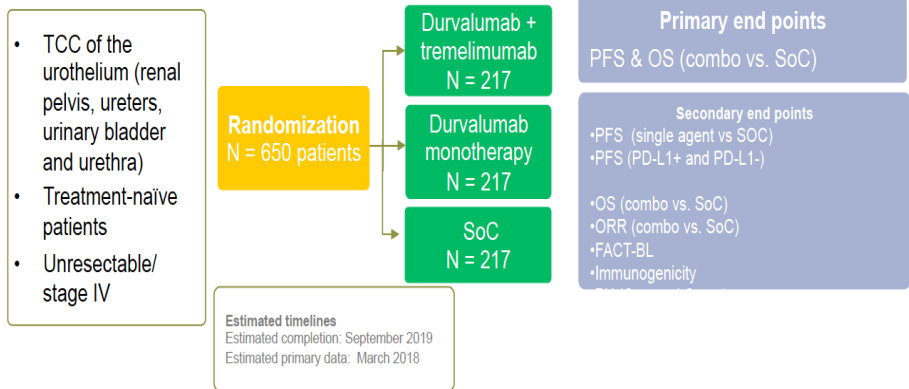 • TCC of the
urothelium (renal
pelvis, ureters,
urinary bladder
and urethra)
• Treatment-naïve
patients
• Unresectable/
stage IV
Randomization
N = 650 patients
Durvalumab +
tremelimumab
N = 217
Durvalumab
monotherapy
N = 217
SoC
N = 217
Primary end points
PFS & OS (combo vs. SoC)
Secondary end points
•PFS (single agent vs SOC)
•PFS (PD-L1+ and PD-L1-)
•OS (combo vs. SoC)
•ORR (combo vs. SoC)
•FACT-BL
•Immunogenicity
Estimated timelines
Estimated completion: September 2019
Estimated primary data: March 2018